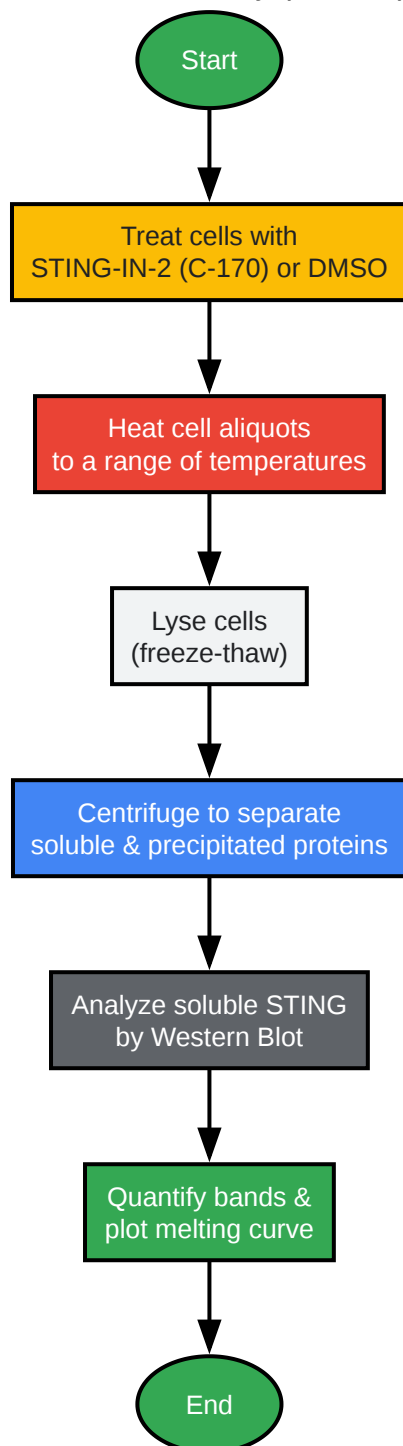 Start
Treat cells with
STING-IN-2 (C-170) or DMSO
Heat cell aliquots
to a range of temperatures
Lyse cells
(freeze-thaw)
Centrifuge to separate
soluble & precipitated proteins
Analyze soluble STING
by Western Blot
Quantify bands &
plot melting curve
End